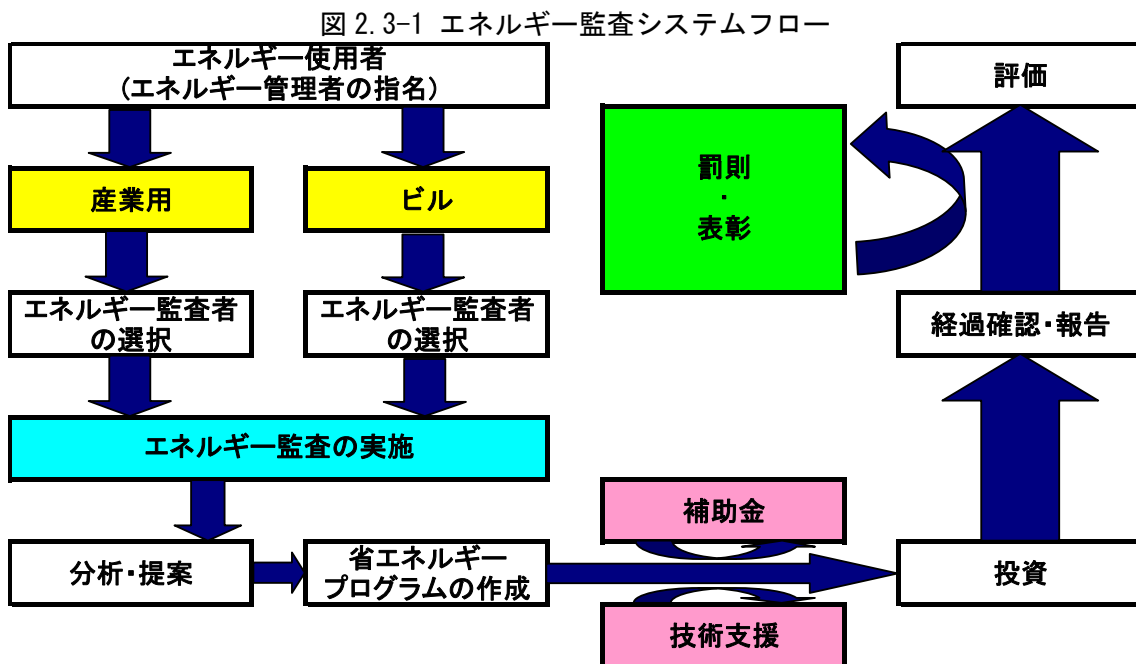 図 2.3-1 エネルギー監査システムフロー
エネルギー使用者
(エネルギー管理者の指名)
産業用
ビル
エネルギー監査者
の選択
エネルギー監査者
の選択
エネルギー監査の実施
分析・提案
省エネルギー
プログラムの作成
補助金
技術支援
投資
経過確認・報告
評価
罰則
・
表彰